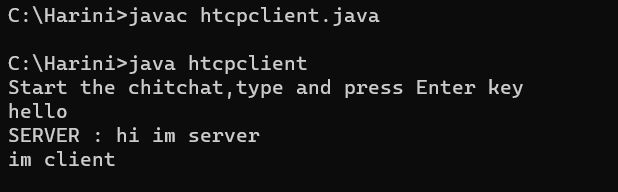 C:\Harini>javac htcpclient.java
C:\Harini>java htcpclient
Start the chitchat,type and press Enter key
hello
SERVER : hi im server
im client